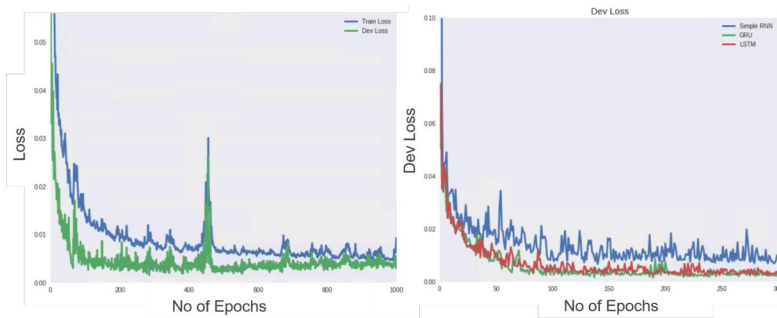 Train Loss
Dev Loss
0.05
0.04
0.03
0.02
0.01
0.00
0
200
400
600
800
1000
Loss
No of Epochs
Dev Loss
Simple RNN
GRU
LSTM
0.10
0.08
0.06
0.04
0.02
0.00
0
50
100
150
200
250
300
Dev Loss
No of Epochs